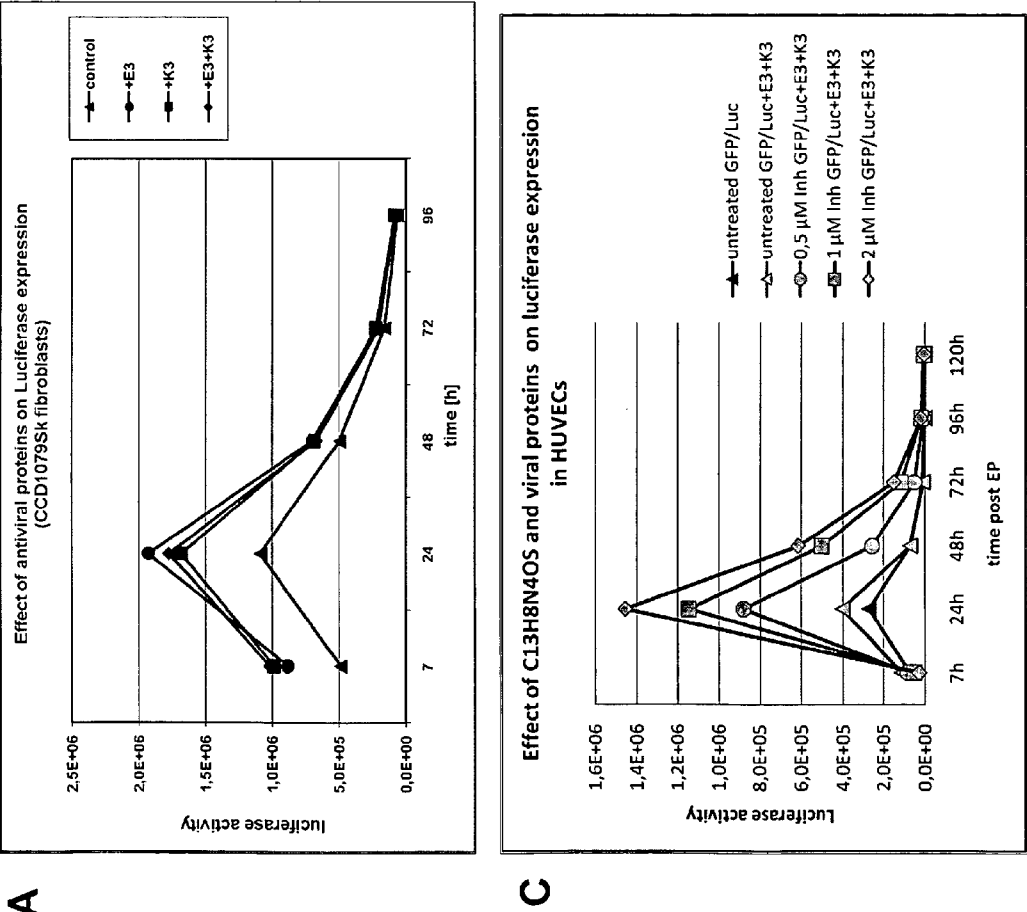 A
Effect of antiviral proteins on Luciferase expression
(CCD1079Sk fibroblasts)
2,5E+06
2,0E+06
1,5E+06
1,0E+06
5,0E+05
0,0E+00
luciferase activity
7
24
48
72
96
time [h]
control
+E3
+K3
+E3+K3
C
Effect of C13H8N4OS and viral proteins on luciferase expression
in HUVECs
1,6E+06
1,4E+06
1,2E+06
1,0E+06
8,0E+05
6,0E+05
4,0E+05
2,0E+05
0,0E+00
Luciferase activity
7h
24h
48h
72h
96h
120h
time post EP
untreated GFP/Luc
untreated GFP/Luc+E3+K3
0,5 µM Inh GFP/Luc+E3+K3
1 µM Inh GFP/Luc+E3+K3
2 µM Inh GFP/Luc+E3+K3